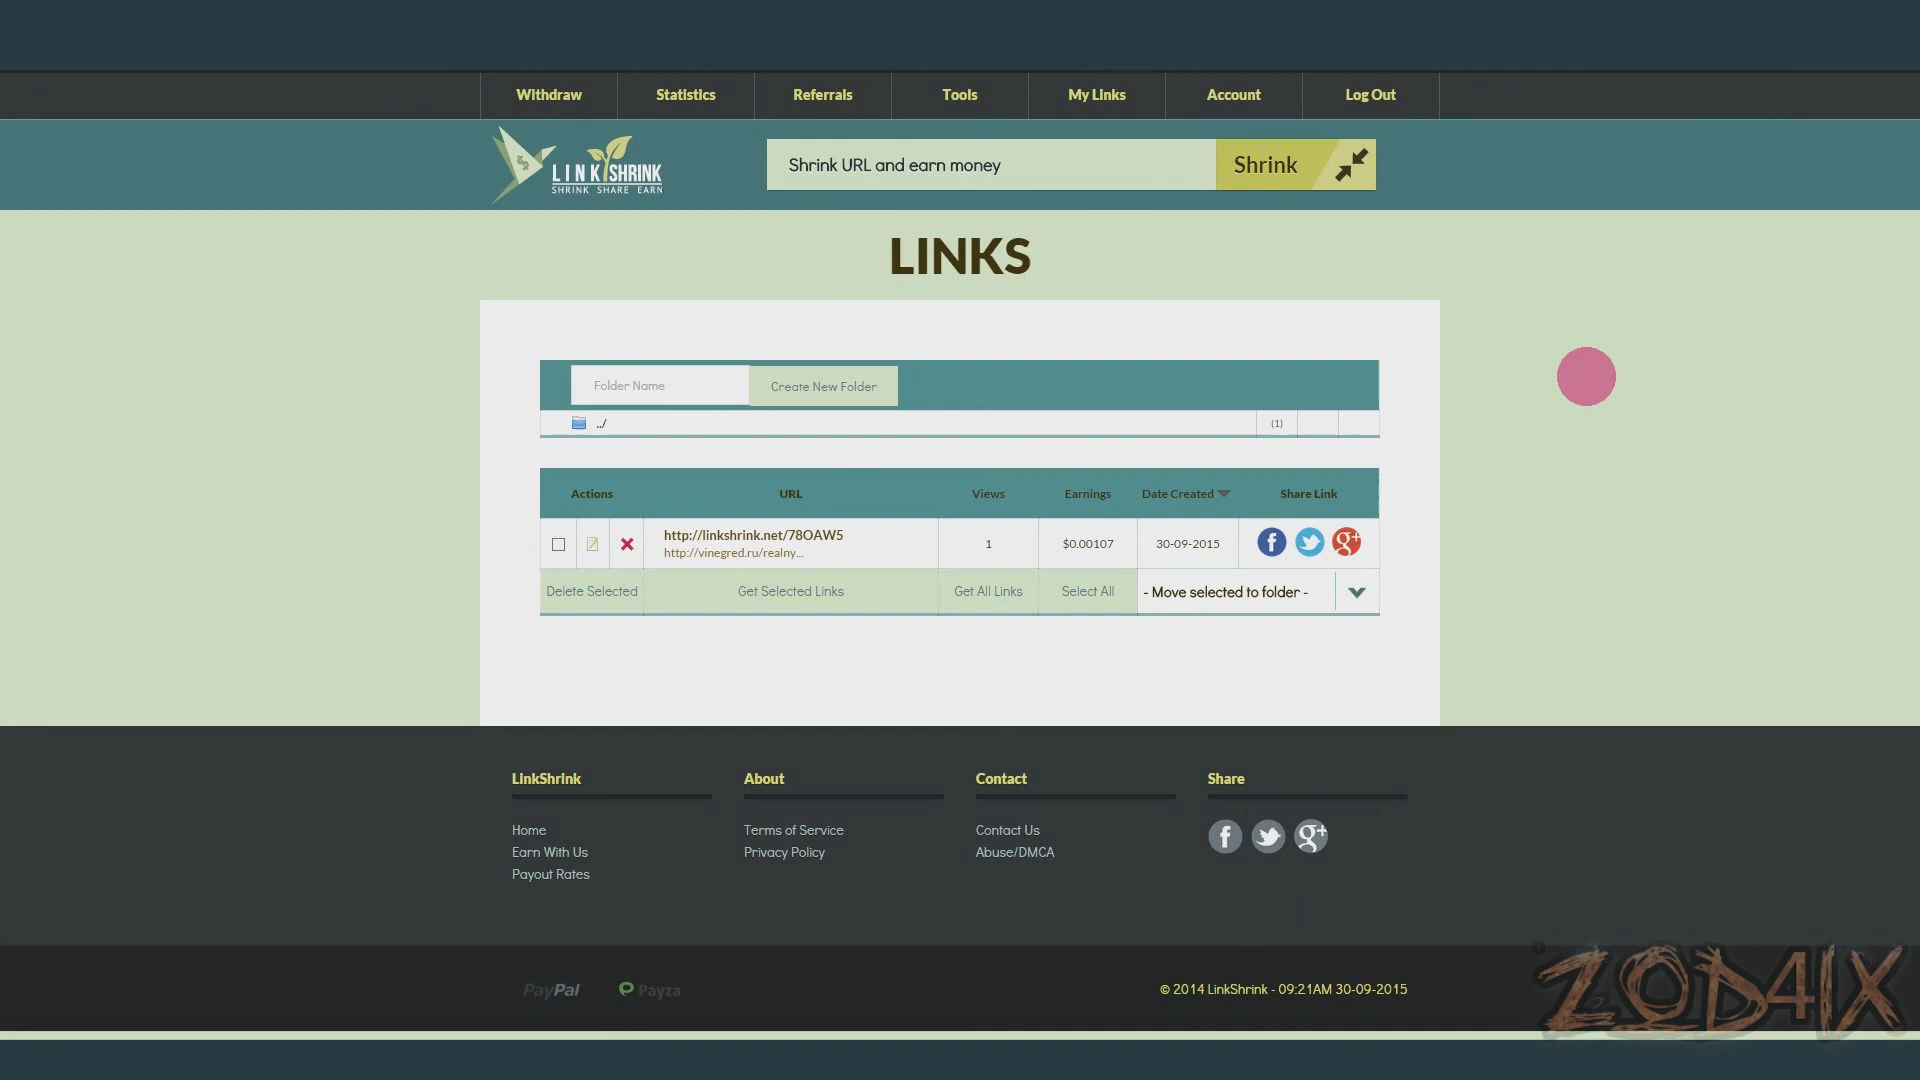 Withdraw Statistics Referrals Tools My Links Account Log Out
LINKSHRINK
SHRINK SHARE EARN
Shrink URL and earn money
Shrink
LINKS
Folder Name
Create New Folder
../
(1)
Actions URL Views Earnings Date Created Share Link
http://linkshrink.net/78OAW5
http://vinegred.ru/realny...
1 $0.00107 30-09-2015
Delete Selected Get Selected Links Get All Links Select All - Move selected to folder -
LinkShrink About Contact Share
Home Terms of Service Contact Us
Earn With Us Privacy Policy Abuse/DMCA
Payout Rates
PayPal Payza
© 2014 LinkShrink - 09:21AM 30-09-2015
ZOD4IX